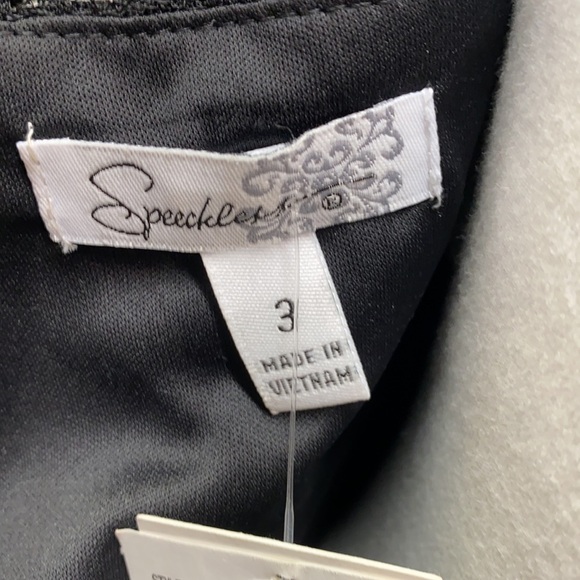 Speechless ®
3
MADE IN
VIETNAM